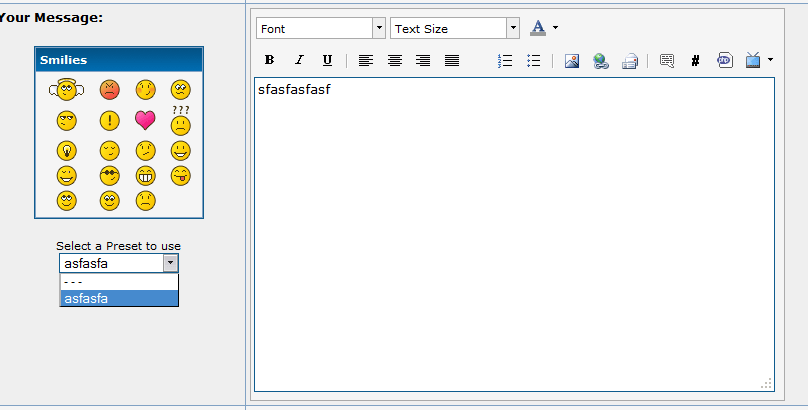 Your Message:
Smilies
???
Select a Preset to use
asfasfa
---
asfasfa
Font
Text Size
A
B I U
#
sfasfasfasf